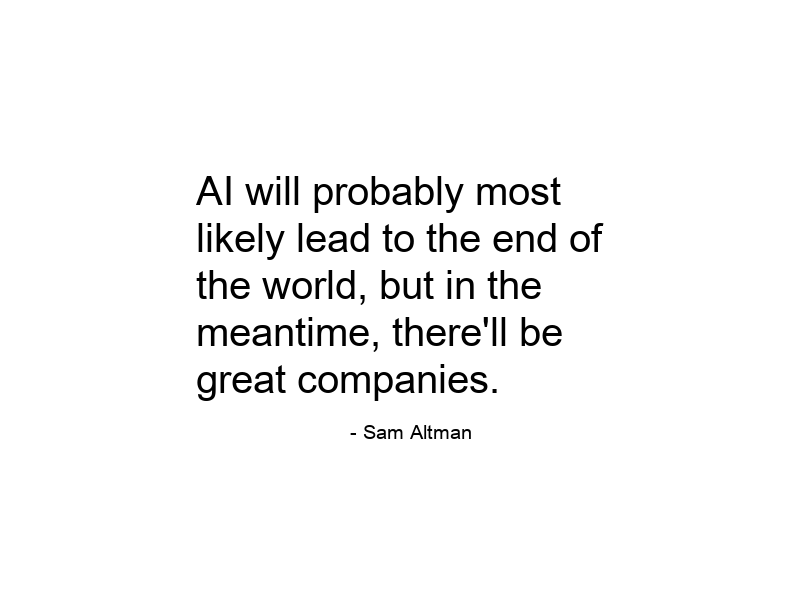 AI will probably most
likely lead to the end of
the world, but in the
meantime, there'll be
great companies.
- Sam Altman